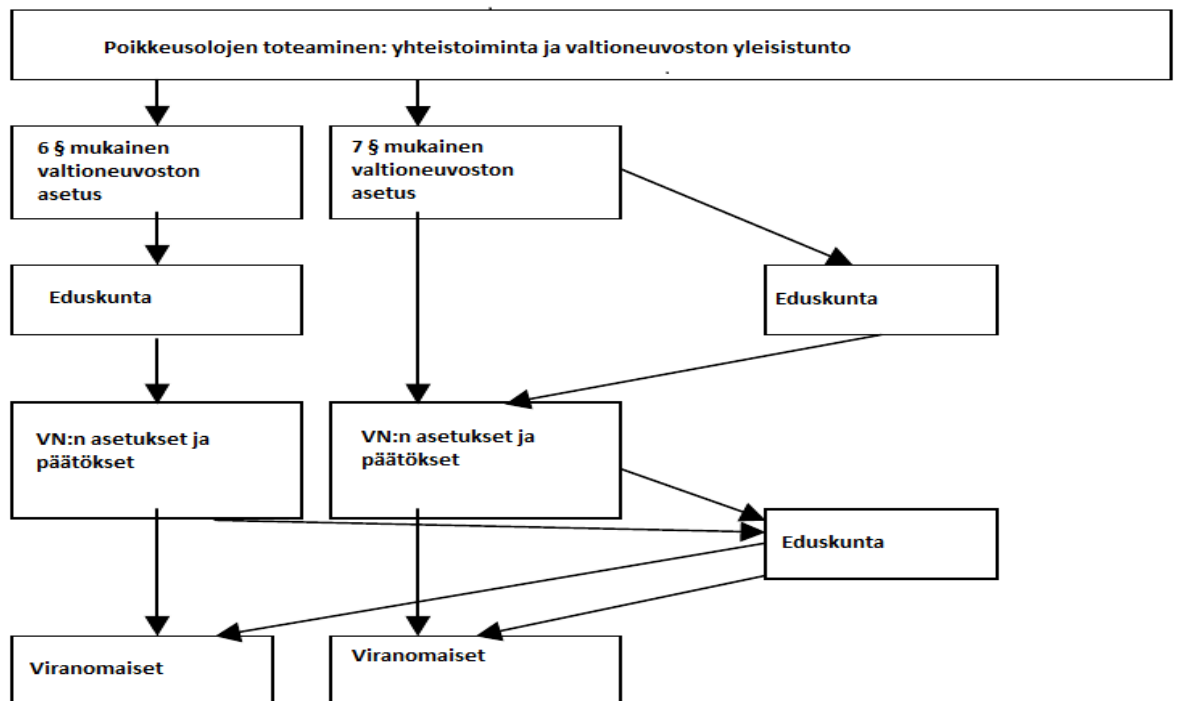 Poikkeusolojen toteaminen: yhteistoiminta ja valtioneuvoston yleisistunto
6 § mukainen
valtioneuvoston
asetus
7 § mukainen
valtioneuvoston
asetus
Eduskunta
Eduskunta
VN:n asetukset ja
päätökset
VN:n asetukset ja
päätökset
Eduskunta
Viranomaiset
Viranomaiset